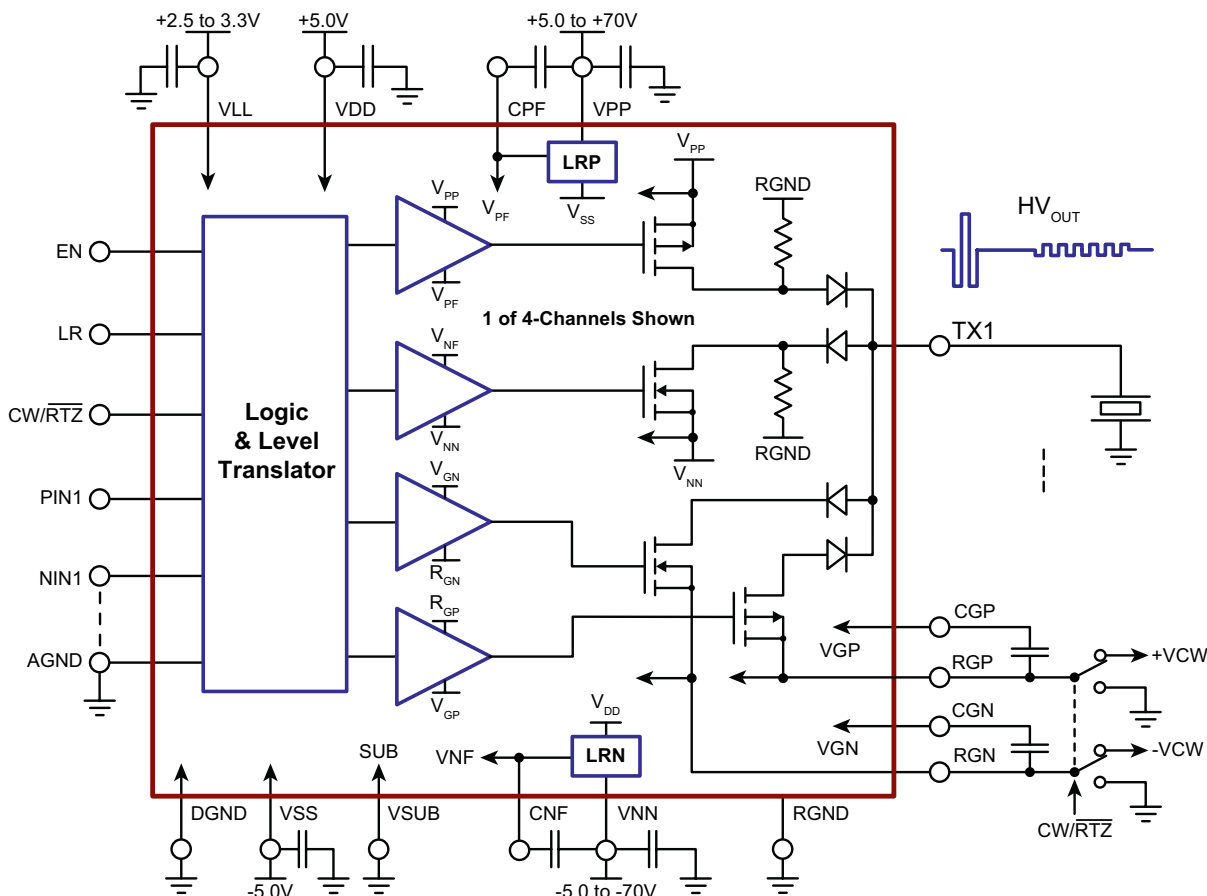 +2.5 to 3.3V
+5.0V
+5.0 to +70V
VLL
VDD
CPF
VPP
LRP
VPP
VPF
VSS
RGND
HVOUT
EN
LR
CW/RTZ
PIN1
NIN1
AGND
Logic
& Level
Translator
VPP
VPF
1 of 4-Channels Shown
VNF
VNN
VGN
RGN
RGP
VGP
VNN
RGND
TX1
CGP
VGP
RGP
+VCW
CGN
VGN
RGN
-VCW
CW/RTZ
VDD
LRN
VNF
SUB
DGND
VSS
VSUB
CNF
VNN
RGND
-5.0V
-5.0 to -70V